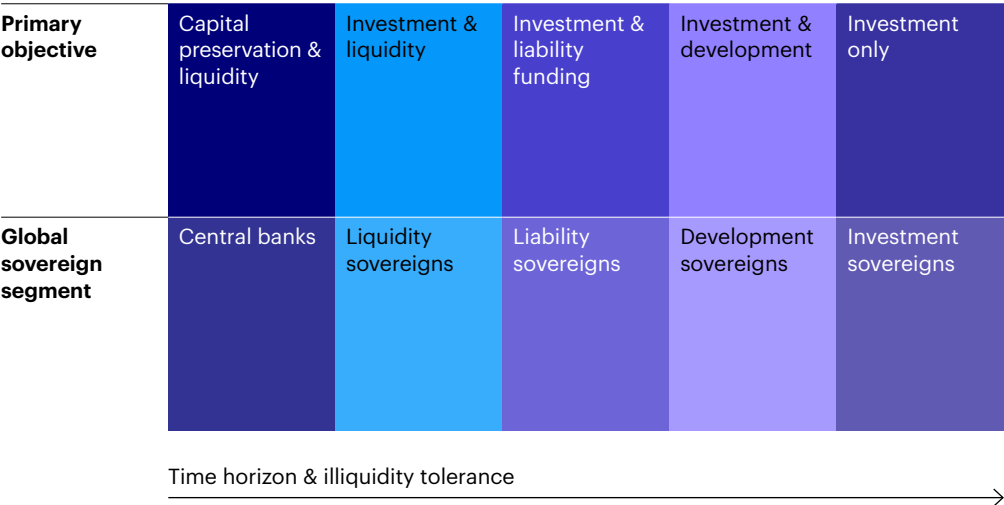 Primary
objective
Capital
preservation &
liquidity
Investment &
liquidity
Investment &
liability
funding
Investment &
development
Investment
only
Global
sovereign
segment
Central banks
Liquidity
sovereigns
Liability
sovereigns
Development
sovereigns
Investment
sovereigns
Time horizon & illiquidity tolerance